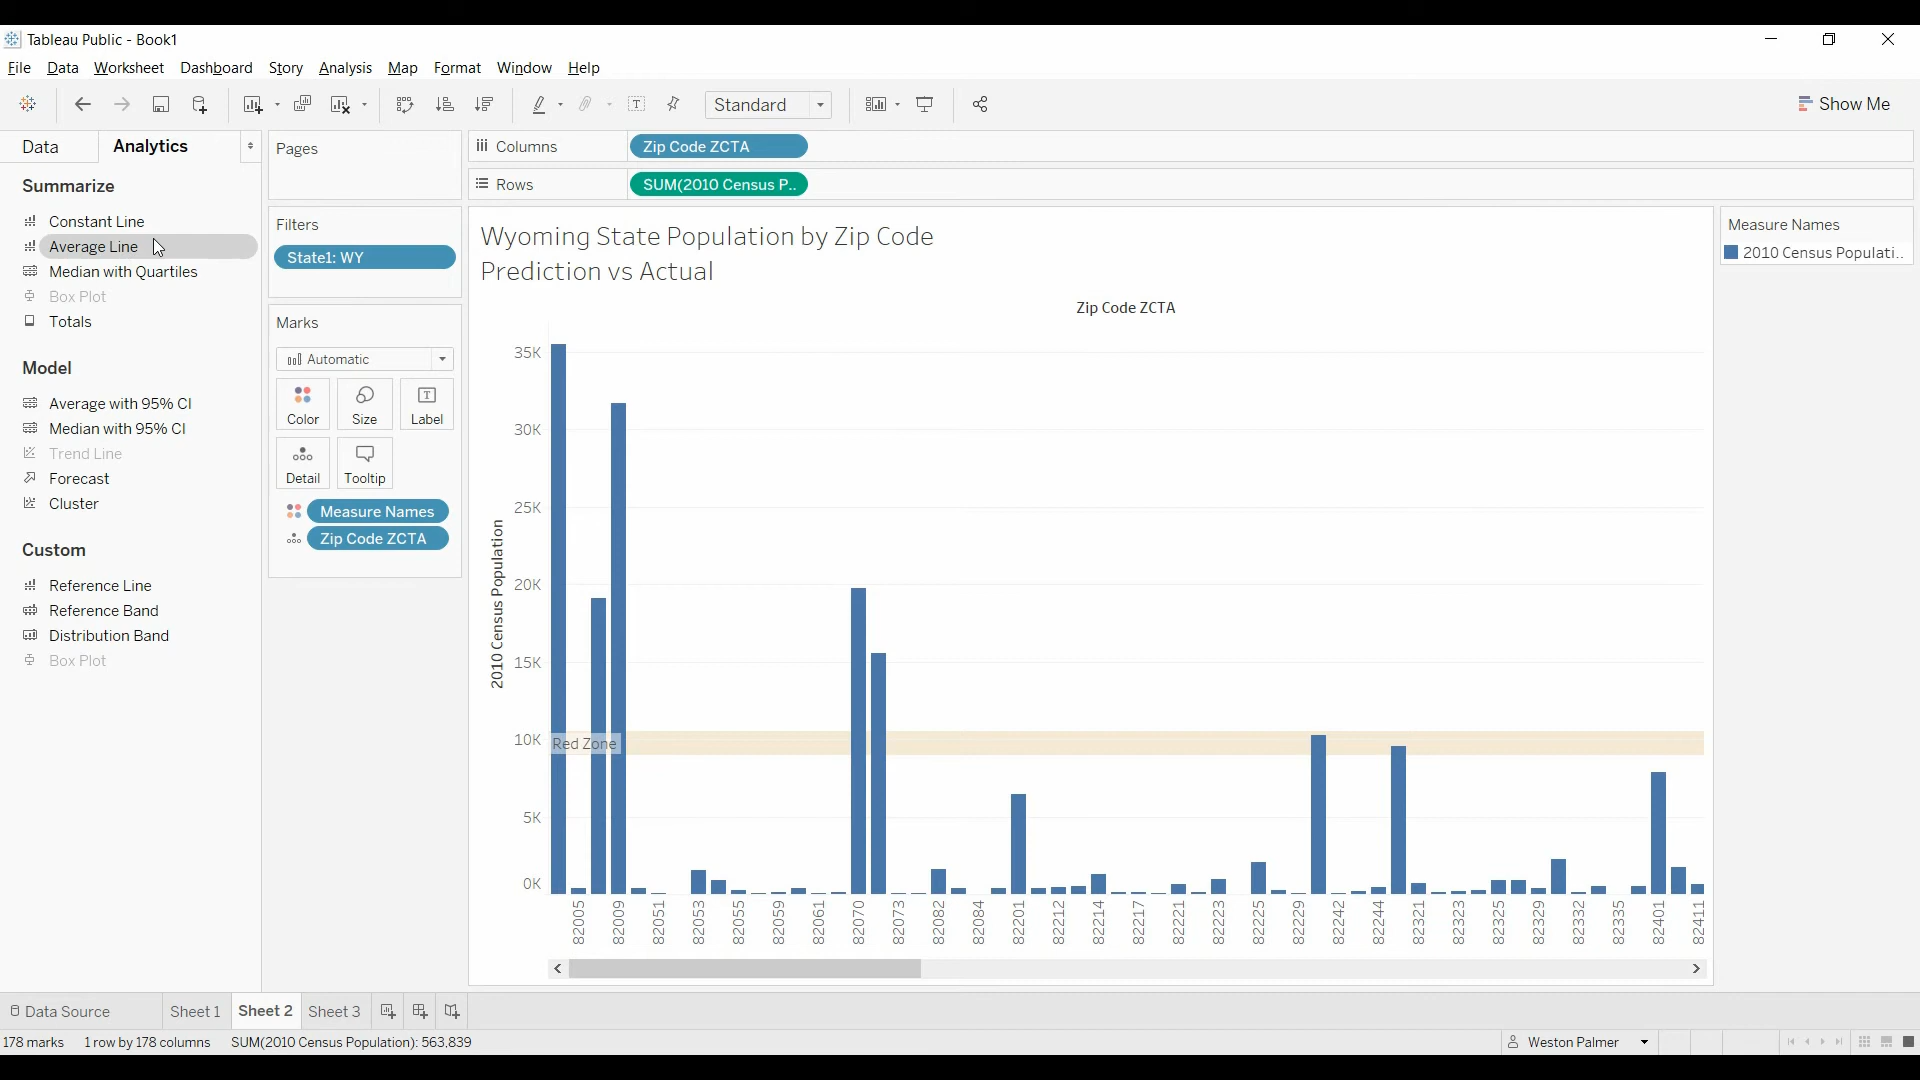 Tableau Public - Book1
File Data Worksheet Dashboard Story Analysis Map Format Window Help
Standard
Show Me
Data
Analytics
Summarize
Constant Line
Average Line
Median with Quartiles
Box Plot
Totals
Model
Average with 95% CI
Median with 95% CI
Trend Line
Forecast
Cluster
Custom
Reference Line
Reference Band
Distribution Band
Box Plot
Pages
Filters
State1: WY
Marks
Automatic
Color Size Label
Detail Tooltip
Measure Names
Zip Code ZCTA
Columns
Zip Code ZCTA
Rows
SUM(2010 Census P..
Wyoming State Population by Zip Code
Prediction vs Actual
Zip Code ZCTA
2010 Census Population
35K
30K
25K
20K
15K
10K
5K
0K
Red Zone
82005 82009 82051 82053 82055 82059 82061 82070 82073 82082 82084 82201 82212 82214 82217 82221 82223 82225 82229 82242 82244 82321 82323 82325 82329 82332 82335 82401 82411
Measure Names
2010 Census Populati..
Data Source
Sheet 1
Sheet 2
Sheet 3
178 marks 1 row by 178 columns SUM(2010 Census Population): 563,839
Weston Palmer